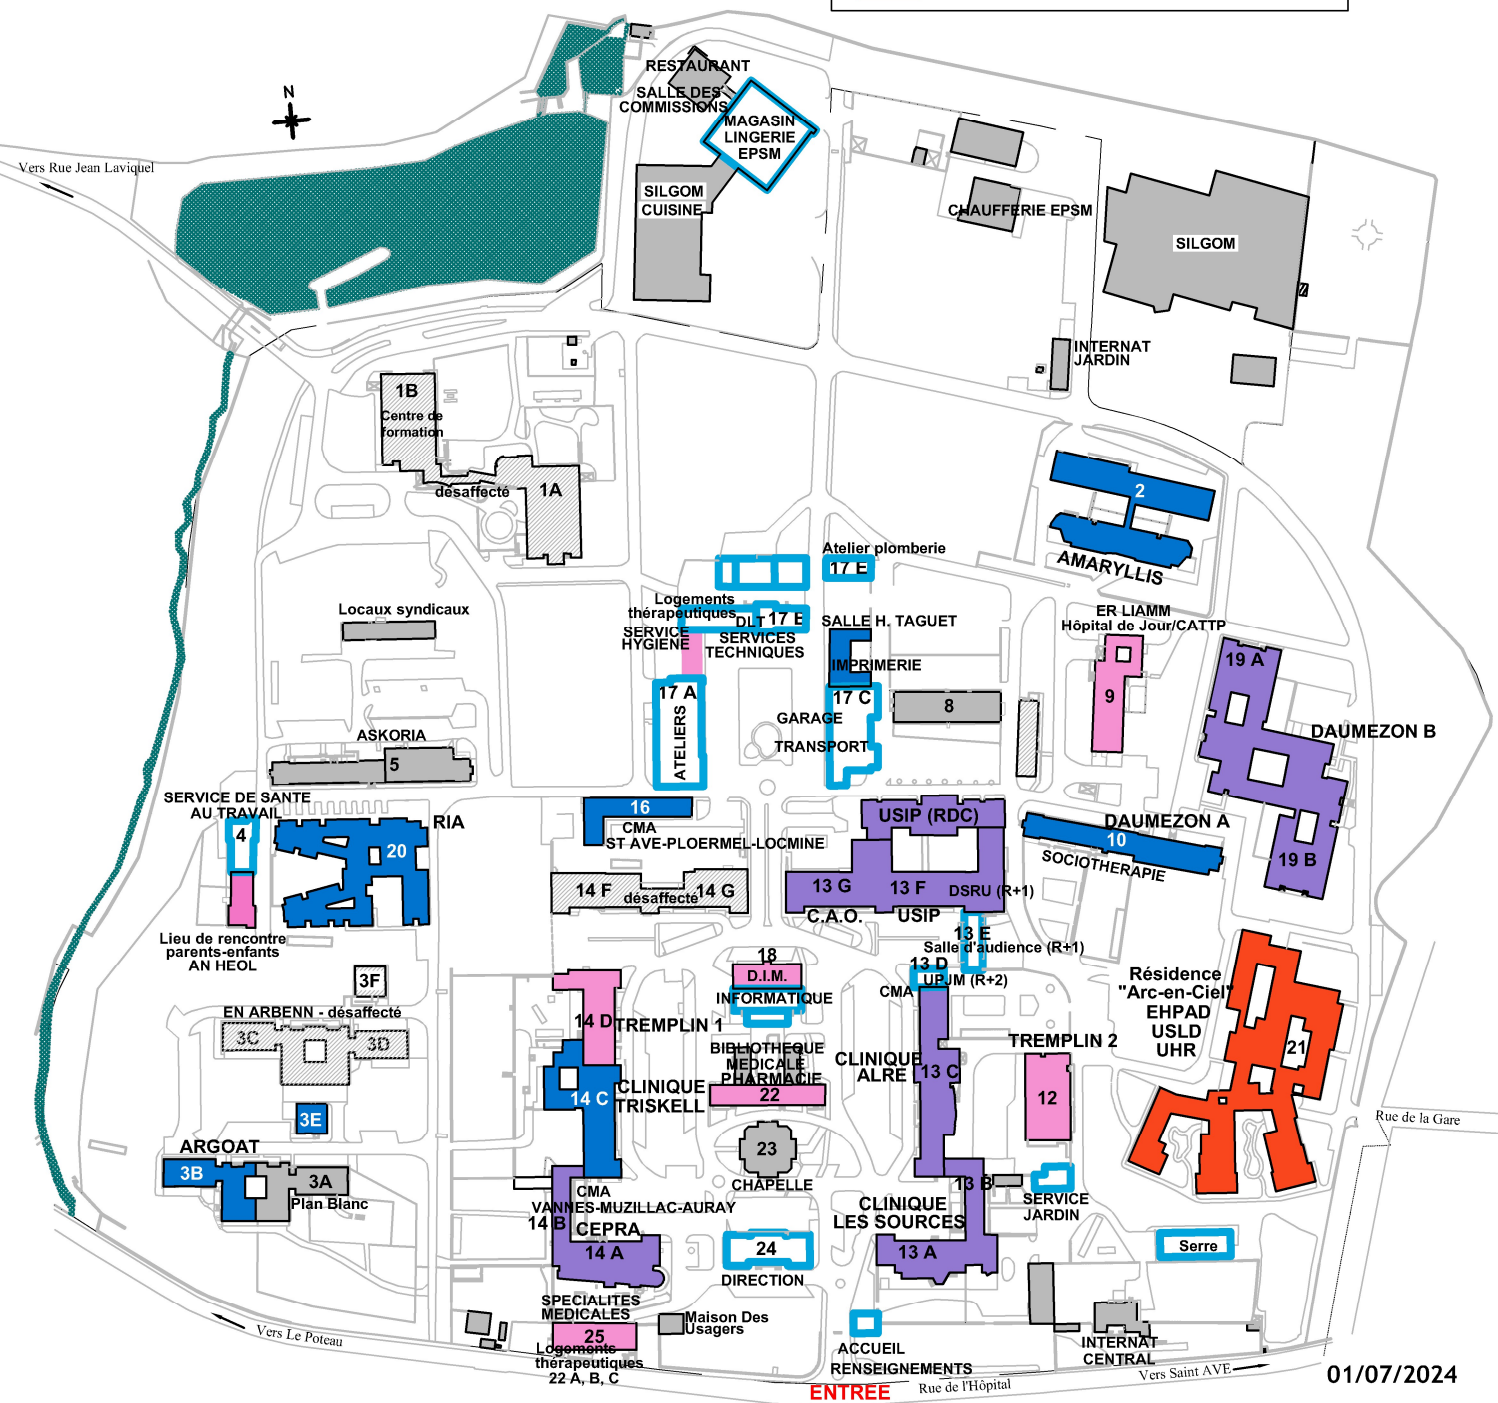 N
Vers Rue Jean Laviquel
RESTAURANT
SALLE DES
COMMISSIONS
MAGASIN
LINGERIE
EPSM
SILGOM
CUISINE
CHAUFFERIE EPSM
SILGOM
INTERNAT
JARDIN
1B
Centre de
formation
désaffecté
1A
2
AMARYLLIS
Atelier plomberie
17 E
Logements
thérapeutiques
DLT 17 B
SERVICE
HYGIENE
SERVICES
TECHNIQUES
SALLE H. TAGUET
IMPRIMERIE
17 A
ATELIERS
17 C
GARAGE
TRANSPORT
8
ER LIAMM
Hôpital de Jour/CATTP
9
19 A
DAUMEZON B
19 B
Locaux syndicaux
ASKORIA
5
SERVICE DE SANTE
AU TRAVAIL
4
RIA
20
Lieu de rencontre
parents-enfants
AN HEOL
16
CMA
ST AVE-PLOERMEL-LOCMINE
14 F
désaffecté
14 G
USIP (RDC)
13 G
13 F
DSRU (R+1)
C.A.O.
USIP
13 E
Salle d'audience (R+1)
13 D
UPJM (R+2)
CMA
DAUMEZON A
10
SOCIOTHERAPIE
3F
EN ARBENN - désaffecté
3C
3D
3E
ARGOAT
3B
3A
Plan Blanc
18
D.I.M.
INFORMATIQUE
14 D
TREMPLIN 1
BIBLIOTHEQUE
MEDICALE
PHARMACIE
22
CLINIQUE
TRISKELL
14 C
CLINIQUE
ALRE
13 C
TREMPLIN 2
12
Résidence
"Arc-en-Ciel"
EHPAD
USLD
UHR
21
Rue de la Gare
23
CHAPELLE
CMA
VANNES-MUZILLAC-AURAY
14 B
CEPRA
14 A
CLINIQUE
LES SOURCES
13 B
13 A
SERVICE
JARDIN
Serre
24
DIRECTION
SPECIALITES
MEDICALES
25
Logements
thérapeutiques
22 A, B, C
Maison Des
Usagers
ACCUEIL
RENSEIGNEMENTS
INTERNAT
CENTRAL
Vers Le Poteau
ENTREE
Rue de l'Hôpital
Vers Saint AVE
01/07/2024